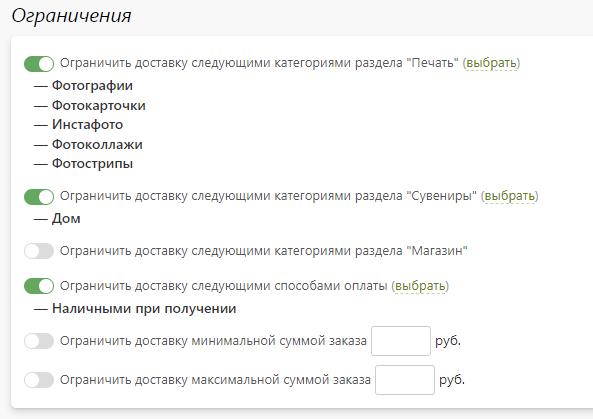 Ограничения
Ограничить доставку следующими категориями раздела "Печать" (выбрать)
— Фотографии
— Фотокарточки
— Инстафото
— Фотоколлажи
— Фотострипы
Ограничить доставку следующими категориями раздела "Сувениры" (выбрать)
— Дом
Ограничить доставку следующими категориями раздела "Магазин"
Ограничить доставку следующими способами оплаты (выбрать)
— Наличными при получении
Ограничить доставку минимальной суммой заказа руб.
Ограничить доставку максимальной суммой заказа руб.